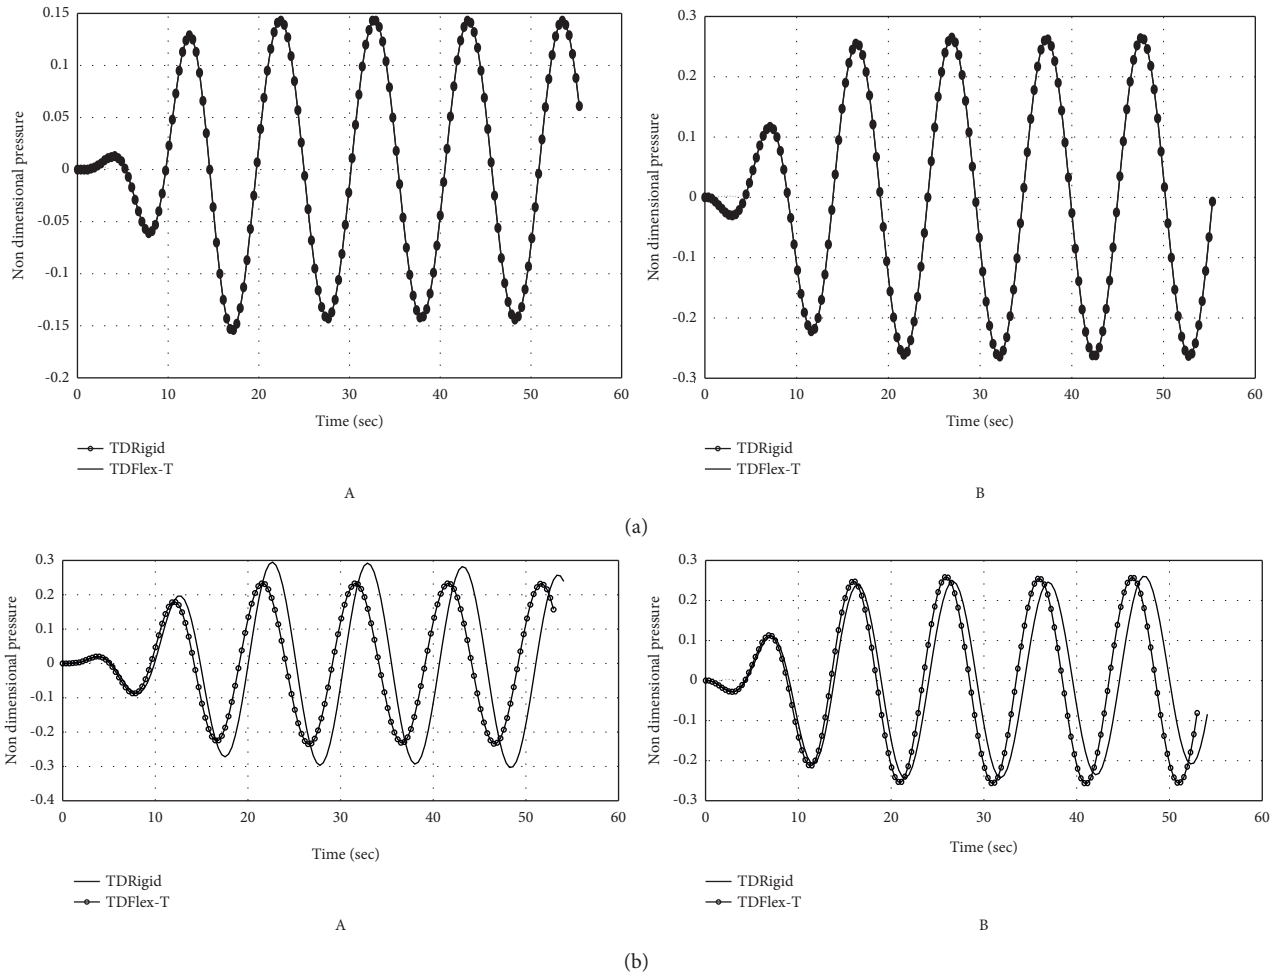 0.15
0.1
0.05
0
-0.05
-0.1
-0.15
-0.2
Non dimensional pressure
0 10 20 30 40 50 60
Time (sec)
TDRigid
TDFlex-T
A
0.3
0.2
0.1
0
-0.1
-0.2
-0.3
Non dimensional pressure
0 10 20 30 40 50 60
Time (sec)
TDRigid
TDFlex-T
B
(a)
0.3
0.2
0.1
0
-0.1
-0.2
-0.3
-0.4
Non dimensional pressure
0 10 20 30 40 50 60
Time (sec)
TDRigid
TDFlex-T
A
0.3
0.2
0.1
0
-0.1
-0.2
-0.3
Non dimensional pressure
0 10 20 30 40 50 60
Time (sec)
TDRigid
TDFlex-T
B
(b)